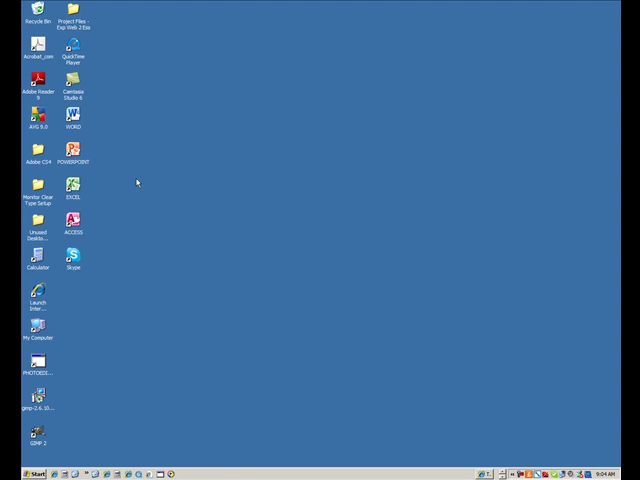 Recycle Bin
Project Files -
Exp Web 2 Ess
Acrobat_com
QuickTime
Player
Adobe Reader
9
Camtasia
Studio 6
AVG 9.0
WORD
Adobe CS4
POWERPOINT
Monitor Clear
Type Setup
EXCEL
Unused
Deskto...
ACCESS
Calculator
Skype
Launch
Inter...
My Computer
PHOTOEDI...
gimp-2.6.10...
GIMP 2
Start
9:04 AM